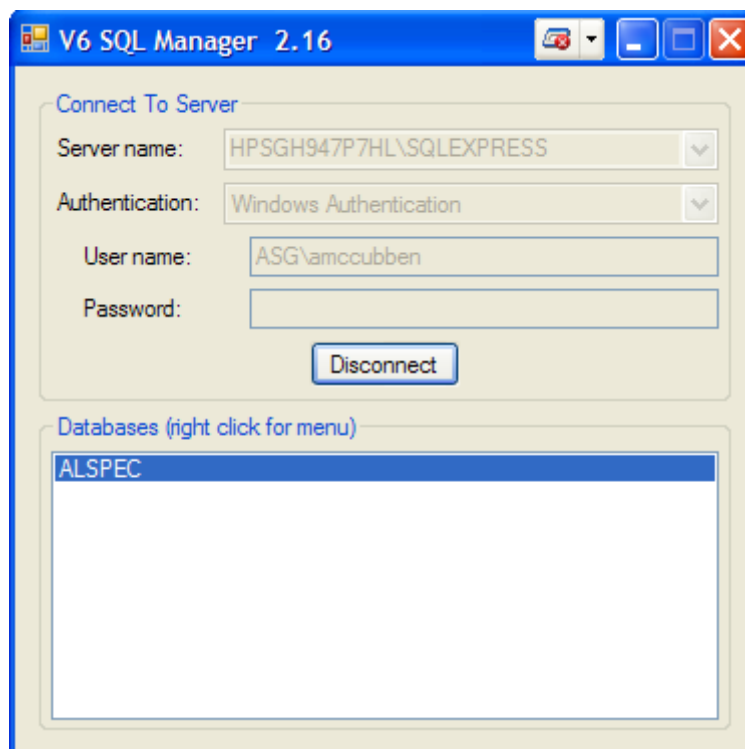 V6 SQL Manager 2.16
Connect To Server
Server name: HPSGH947P7HL\SQLEXPRESS
Authentication: Windows Authentication
User name: ASG\amccubben
Password:
Disconnect
Databases (right click for menu)
ALSPEC